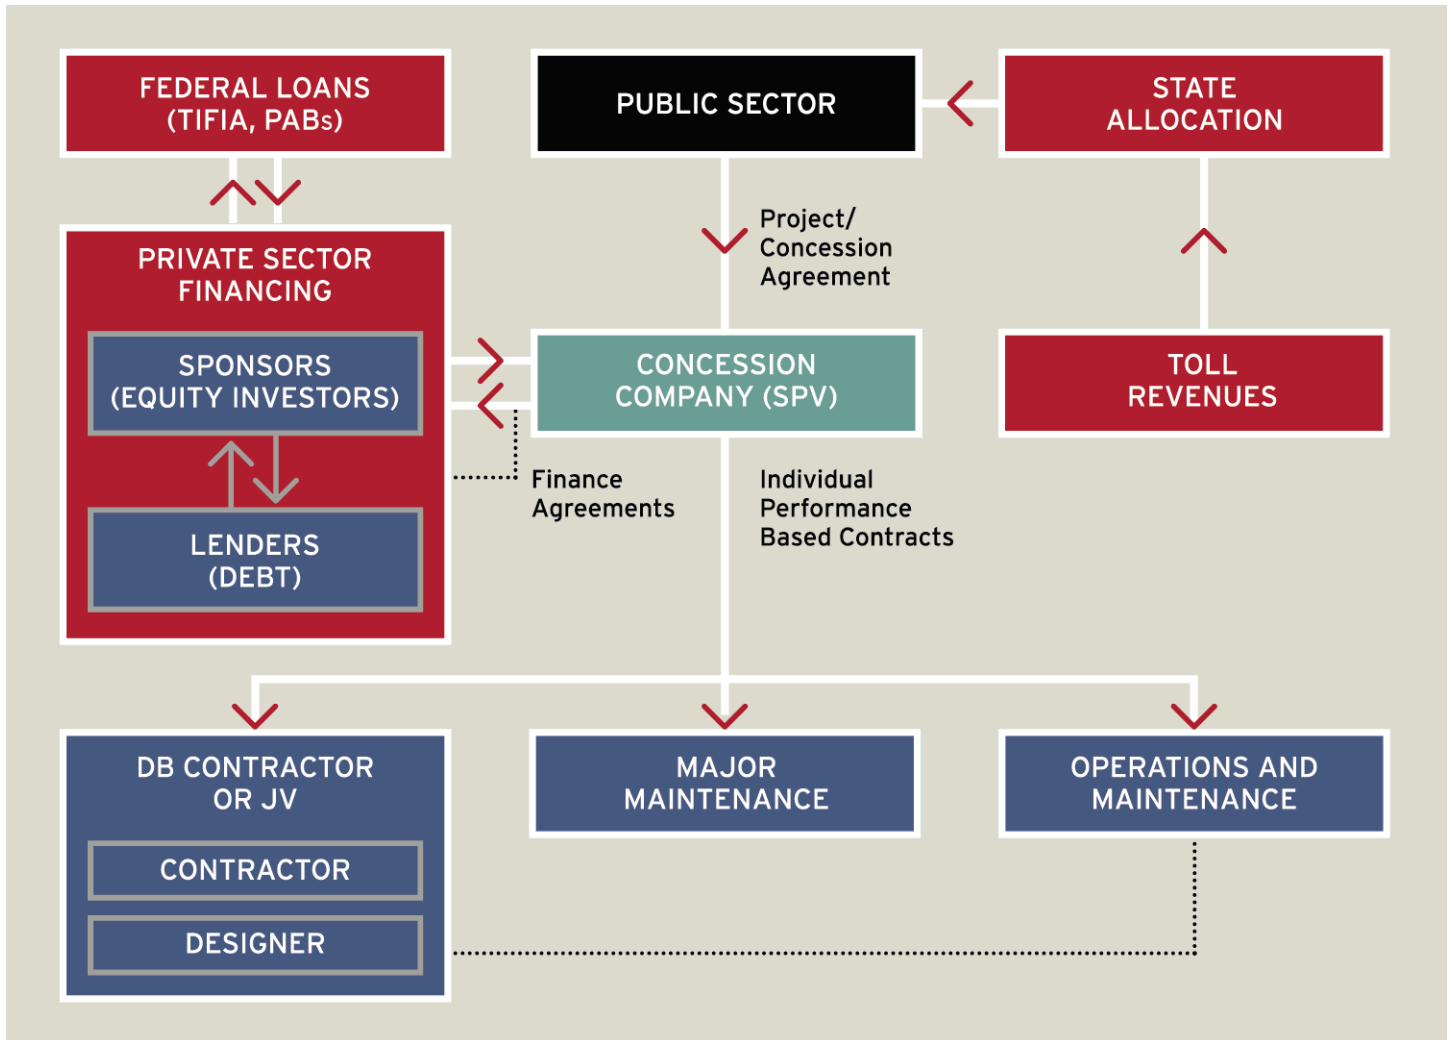 FEDERAL LOANS
(TIFIA, PABs)
PUBLIC SECTOR
STATE
ALLOCATION
Project/
Concession
Agreement
PRIVATE SECTOR
FINANCING
SPONSORS
(EQUITY INVESTORS)
LENDERS
(DEBT)
CONCESSION
COMPANY (SPV)
TOLL
REVENUES
Finance
Agreements
Individual
Performance
Based Contracts
DB CONTRACTOR
OR JV
CONTRACTOR
DESIGNER
MAJOR
MAINTENANCE
OPERATIONS AND
MAINTENANCE